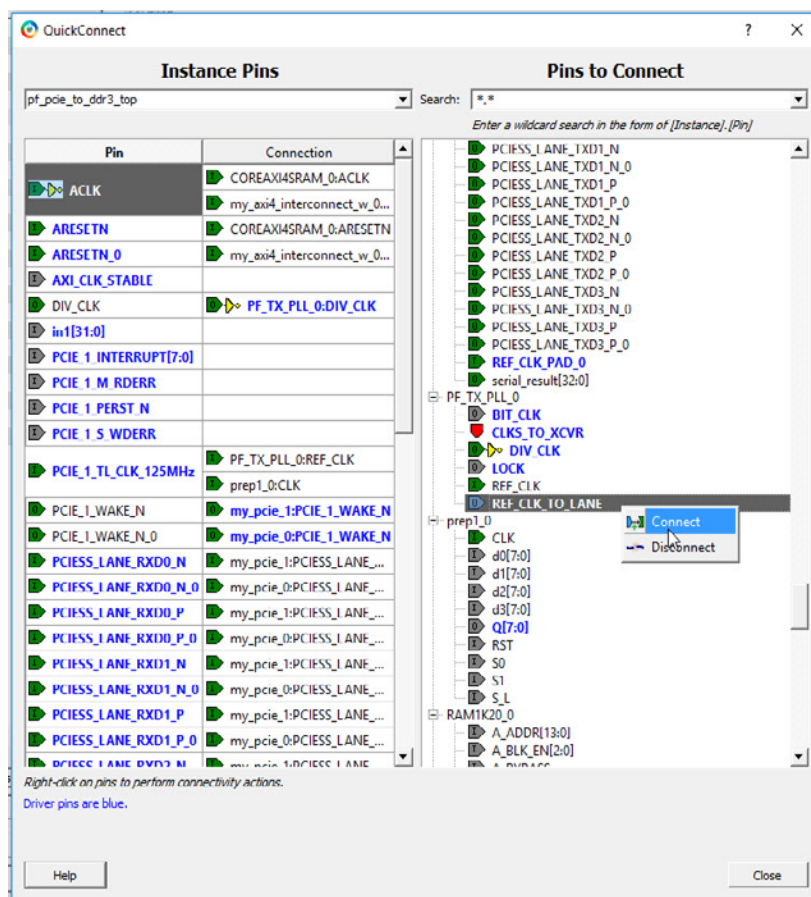 QuickConnect
?
Instance Pins
Pins to Connect
pf_pcie_to_ddr3_top
Search:
*.*
Enter a wildcard search in the form of [Instance].[Pin]
Pin
Connection
ACLK
COREAXI4SRAM_0:ACLK
my_axi4_interconnect_w_0...
ARESETN
COREAXI4SRAM_0:ARESETN
ARESETN_0
my_axi4_interconnect_w_0...
AXI_CLK_STABLE
DIV_CLK
PF_TX_PLL_0:DIV_CLK
in1[31:0]
PCIE_1_INTERRUPT[7:0]
PCIE_1_M_RDERR
PCIE_1_PERST_N
PCIE_1_S_WDERR
PCIE_1_TL_CLK_125MHz
PF_TX_PLL_0:REF_CLK
prep1_0:CLK
PCIE_1_WAKE_N
my_pcie_1:PCIE_1_WAKE_N
PCIE_1_WAKE_N_0
my_pcie_0:PCIE_1_WAKE_N
PCIESS_LANE_RXD0_N
my_pcie_1:PCIESS_LANE_...
PCIESS_LANE_RXD0_N_0
my_pcie_0:PCIESS_LANE_...
PCIESS_LANE_RXD0_P
my_pcie_1:PCIESS_LANE_...
PCIESS_LANE_RXD0_P_0
my_pcie_0:PCIESS_LANE_...
PCIESS_LANE_RXD1_N
my_pcie_1:PCIESS_LANE_...
PCIESS_LANE_RXD1_N_0
my_pcie_0:PCIESS_LANE_...
PCIESS_LANE_RXD1_P
my_pcie_1:PCIESS_LANE_...
PCIESS_LANE_RXD1_P_0
my_pcie_0:PCIESS_LANE_...
PCIESS_LANE_RXD2_N
my_pcie_1:PCIESS_LANE
PCIESS_LANE_TXD1_N
PCIESS_LANE_TXD1_N_0
PCIESS_LANE_TXD1_P
PCIESS_LANE_TXD1_P_0
PCIESS_LANE_TXD2_N
PCIESS_LANE_TXD2_N_0
PCIESS_LANE_TXD2_P
PCIESS_LANE_TXD2_P_0
PCIESS_LANE_TXD3_N
PCIESS_LANE_TXD3_N_0
PCIESS_LANE_TXD3_P
PCIESS_LANE_TXD3_P_0
REF_CLK_PAD_0
serial_result[32:0]
PF_TX_PLL_0
BIT_CLK
CLKS_TO_XCVR
DIV_CLK
LOCK
REF_CLK
REF_CLK_TO_LANE
Connect
Disconnect
prep1_0
CLK
d0[7:0]
d1[7:0]
d2[7:0]
d3[7:0]
Q[7:0]
RST
S0
S1
S_L
RAM1K20_0
A_ADDR[13:0]
A_BLK_EN[2:0]
A_BYPASS
Right-click on pins to perform connectivity actions.
Driver pins are blue.
Help
Close